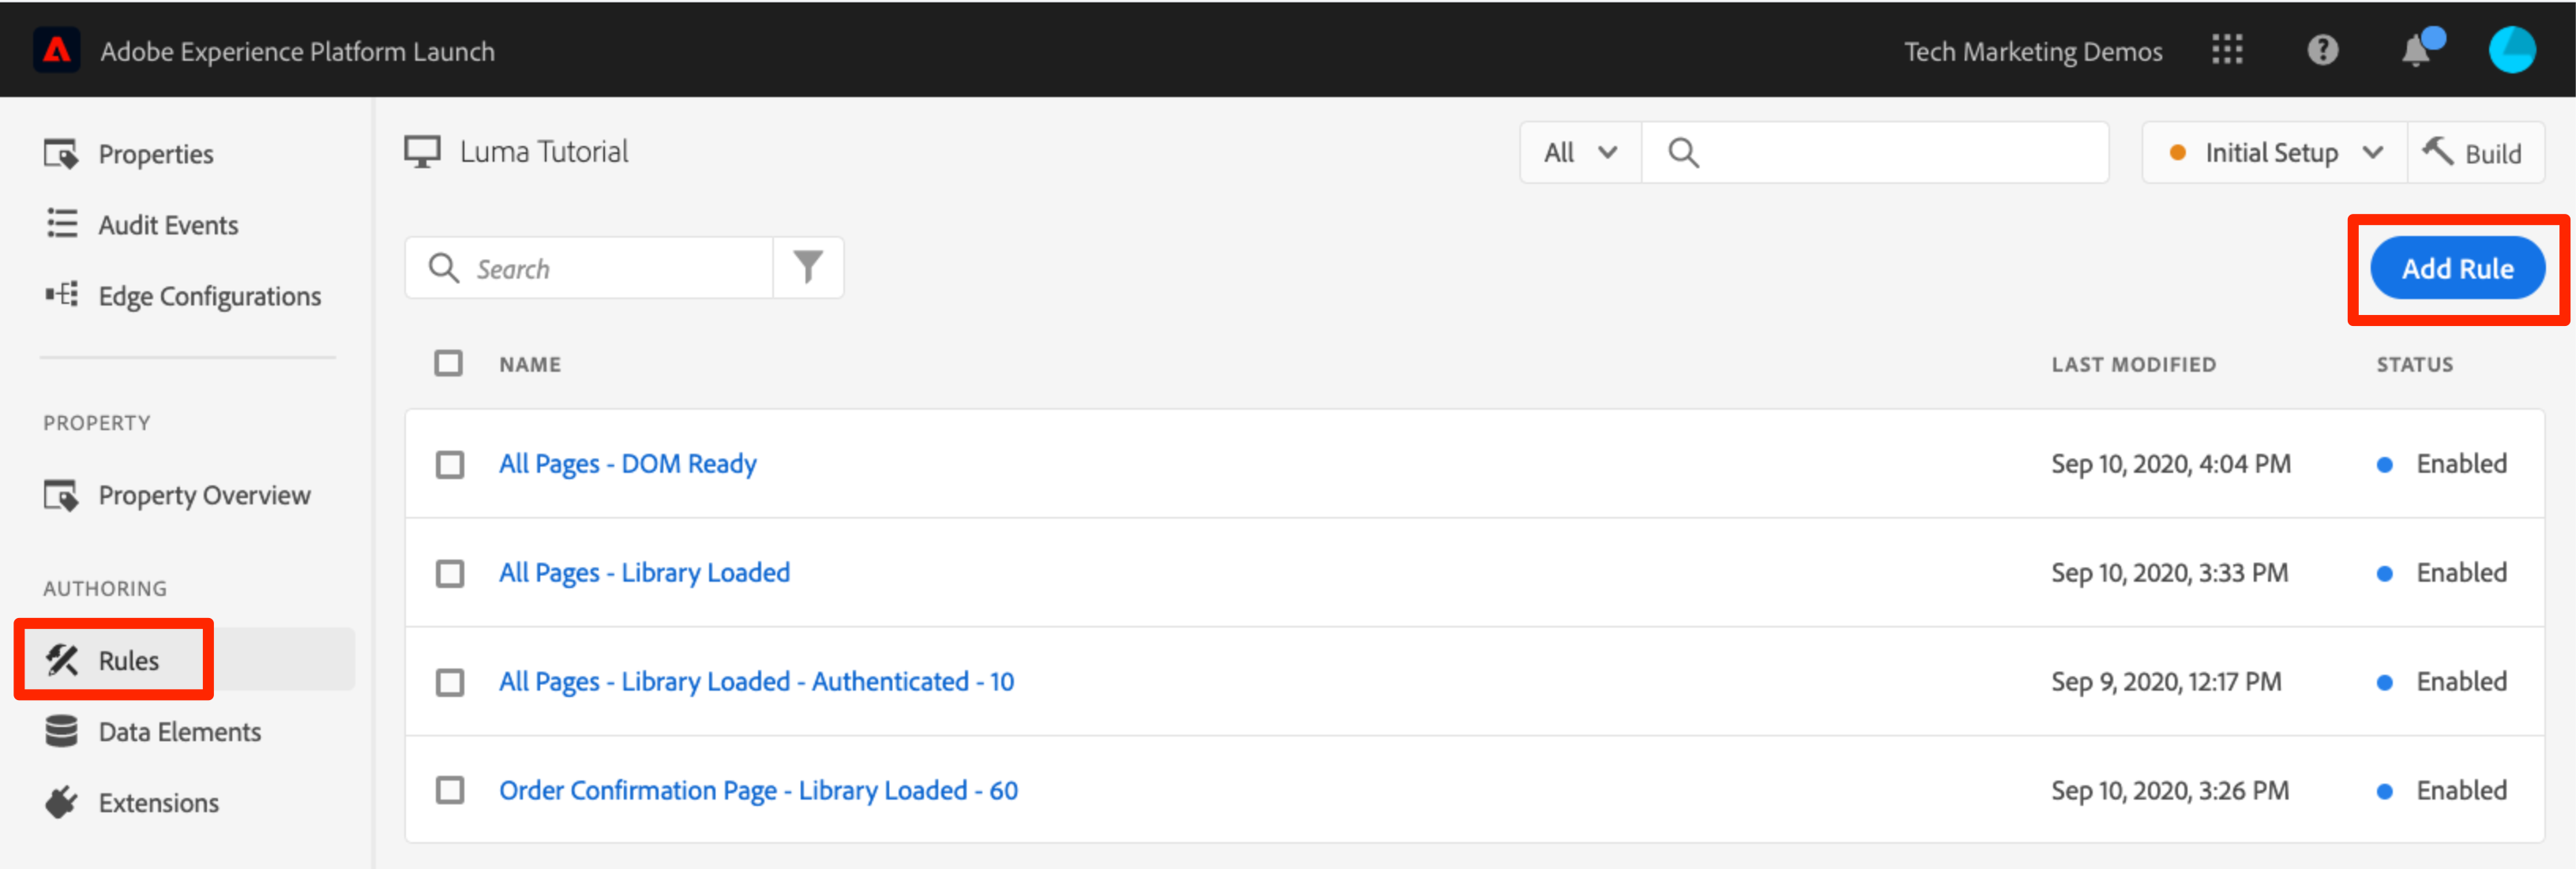 Adobe Experience Platform Launch
Tech Marketing Demos
Properties
Audit Events
Edge Configurations
PROPERTY
Property Overview
AUTHORING
Rules
Data Elements
Extensions
Luma Tutorial
All
Initial Setup
Build
Search
Add Rule
NAME LAST MODIFIED STATUS
All Pages - DOM Ready Sep 10, 2020, 4:04 PM Enabled
All Pages - Library Loaded Sep 10, 2020, 3:33 PM Enabled
All Pages - Library Loaded - Authenticated - 10 Sep 9, 2020, 12:17 PM Enabled
Order Confirmation Page - Library Loaded - 60 Sep 10, 2020, 3:26 PM Enabled